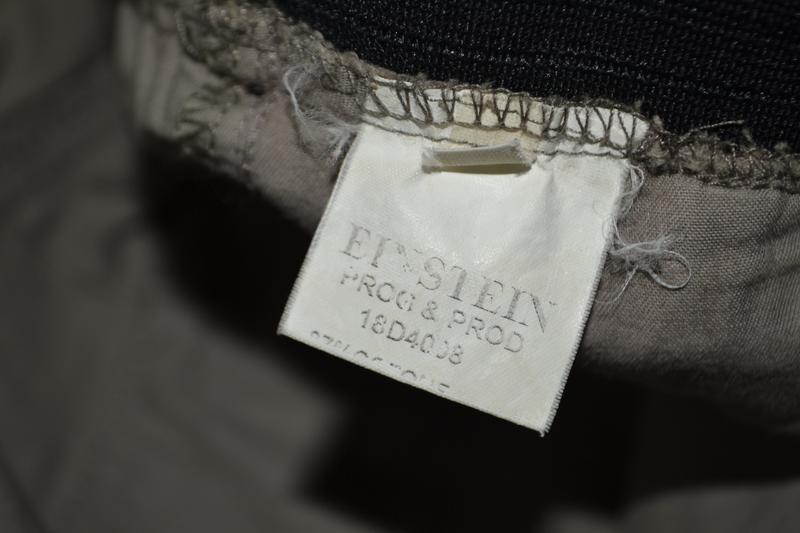 EINSTEIN
PROG & PROD
18D4008